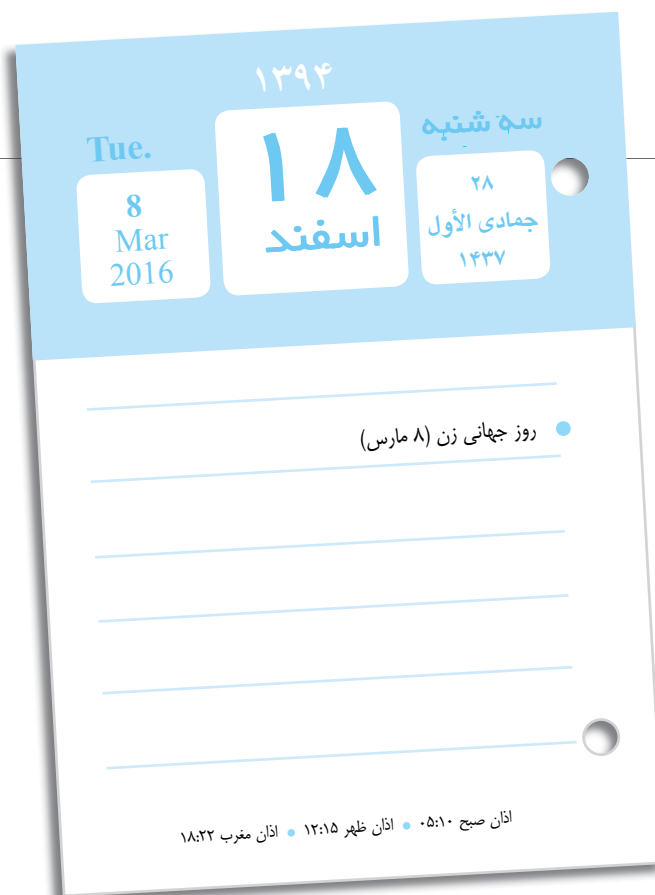 ۱۳۹۴
سه شنبه
۱۸
اسفند
Tue.
۲۸
جمادی الأول
۱۴۳۷
8
Mar
2016
روز جهانی زن (۸ مارس)
اذان صبح ۰۵:۱۰ • اذان ظهر ۱۲:۱۵ • اذان مغرب ۱۸:۲۲